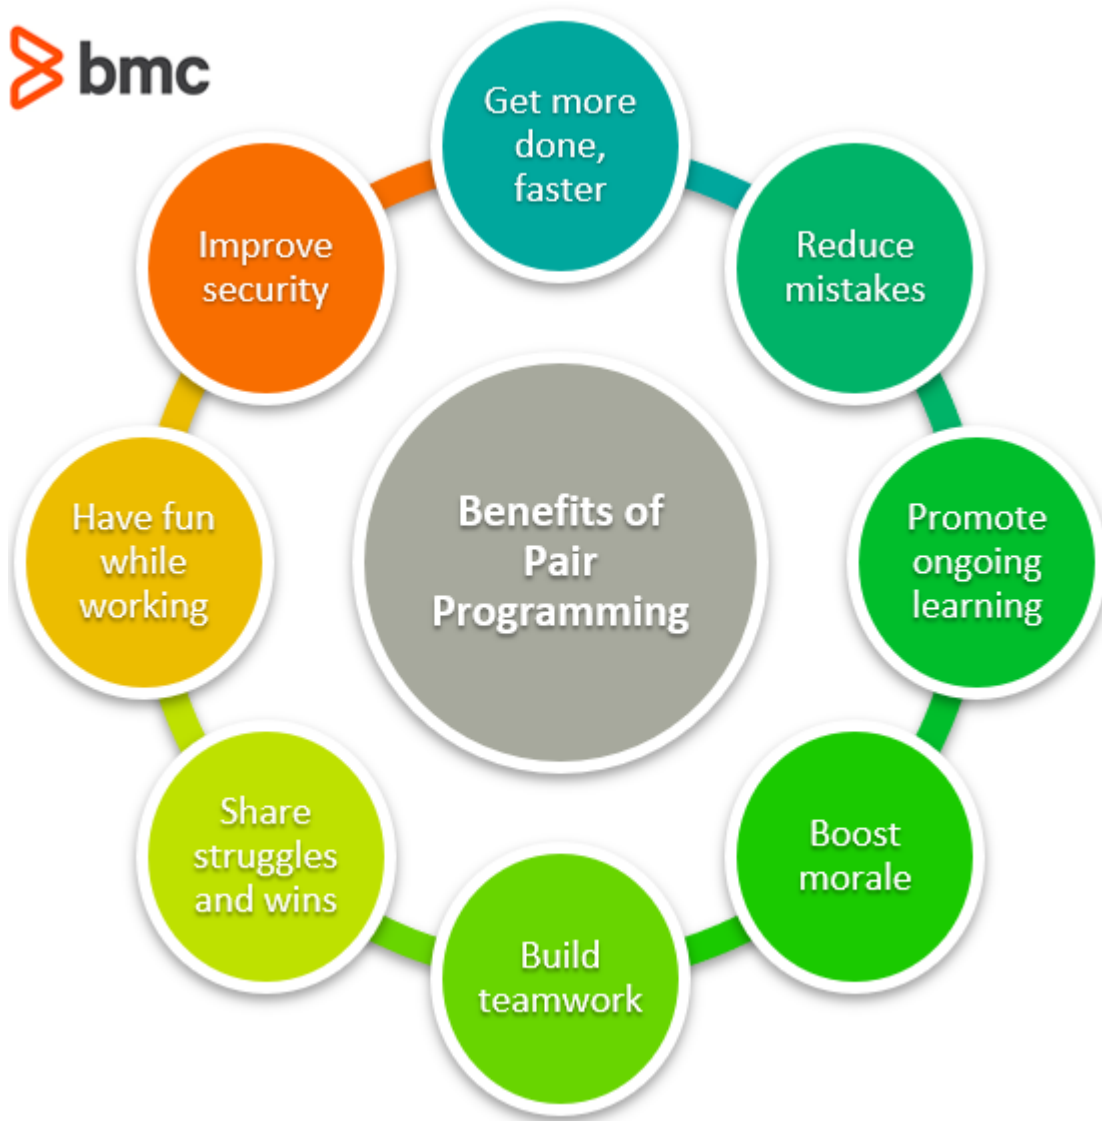 bmc
Get more
done,
faster
Reduce
mistakes
Promote
ongoing
learning
Boost
morale
Build
teamwork
Share
struggles
and wins
Have fun
while
working
Improve
security
Benefits of
Pair
Programming